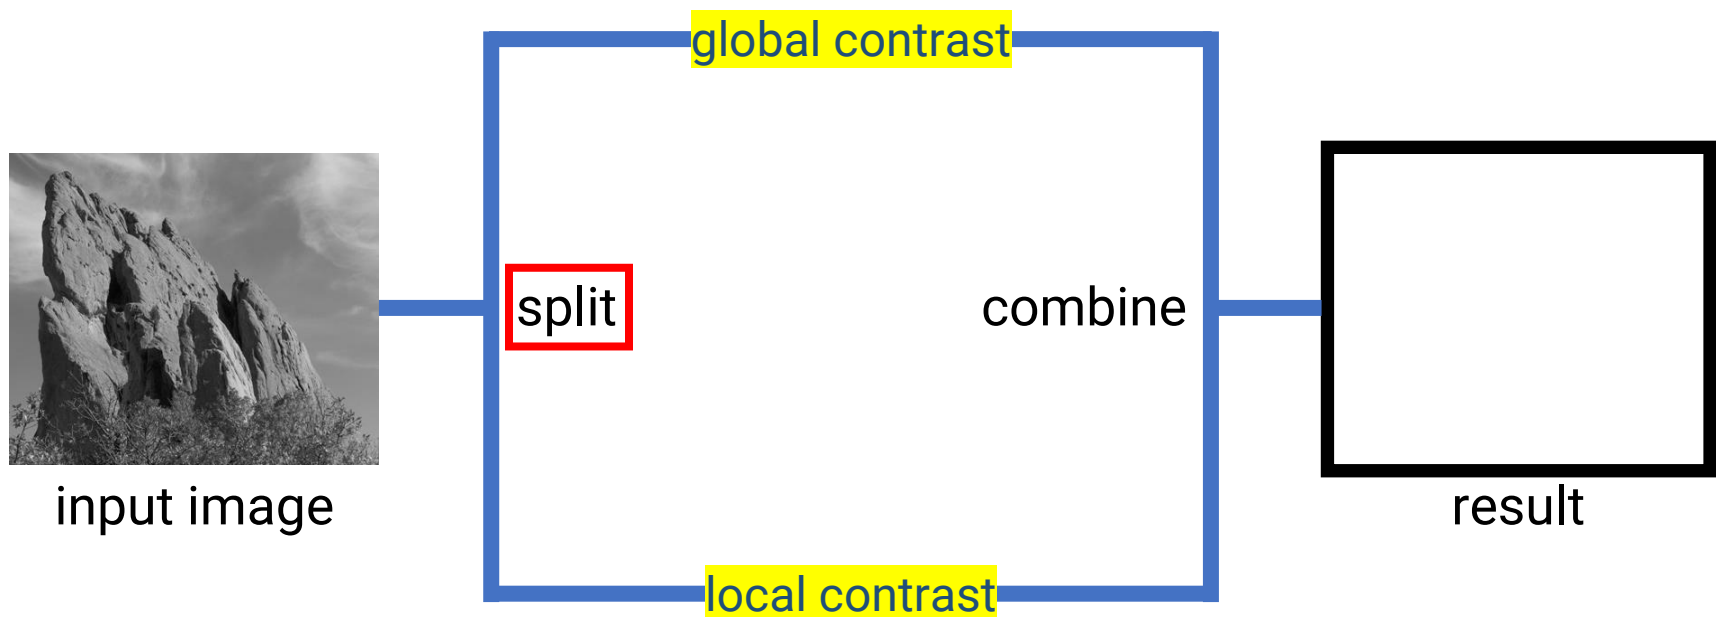 global contrast
split
combine
input image
result
local contrast